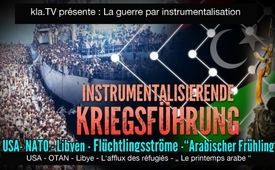 kla.TV présente : La guerre par instrumentalisation
INSTRUMENTALISIERENDE
KRIEGSFÜHRUNG
USA- NATO - Libyen - Flüchtlingsströme -"Arabischer Frühling"
USA - OTAN - Libye - L'afflux des réfugiés - „ Le printemps arabe “